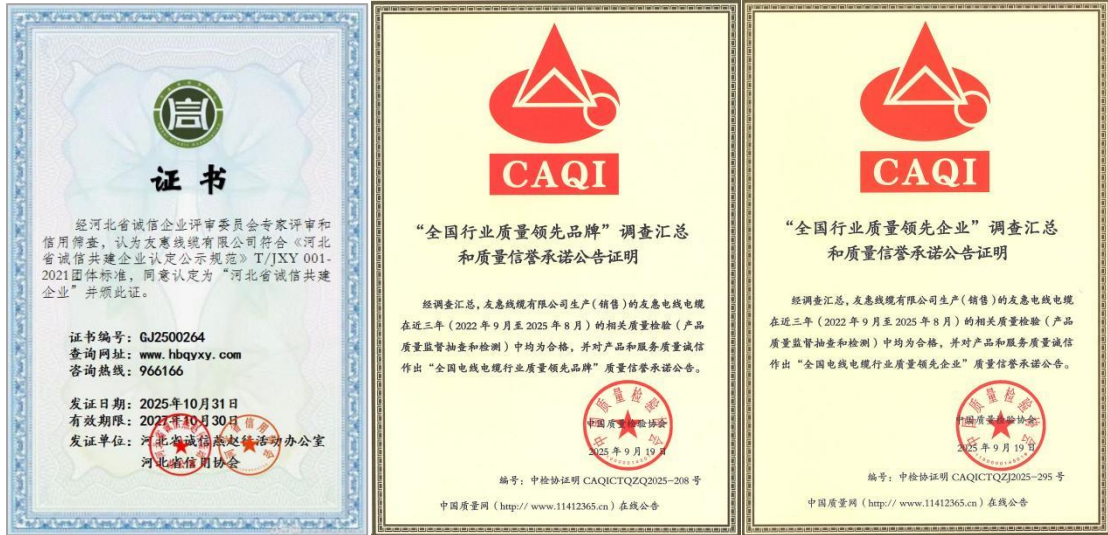 信
证书
经河北省诚信企业评审委员会专家评审和
信用筛查，认为友惠线缆有限公司符合《河北
省诚信共建企业认定公示规范》T/JXY 001-
2021团体标准，同意认定为“河北省诚信共建
企业”并颁此证。
证书编号：GJ2500264
查询网址：www.hbqyxy.com
咨询热线：966166
发证日期：2025年10月31日
有效期限：2027年10月30日
发证单位：河北省诚信燕赵行活动办公室
河北省信用协会
CAQI
“全国行业质量领先品牌”调查汇总
和质量信誉承诺公告证明
经调查汇总，友惠线缆有限公司生产（销售）的友惠电线电缆
在近三年（2022年9月至2025年8月）的相关质量检验（产品
质量监督抽查和检测）中均为合格，并对产品和服务质量诚信
作出“全国电线电缆行业质量领先品牌”质量信誉承诺公告。
中国质量检验协会
2025年9月19日
编号：中检协证明 CAQICTQZQ2025-208 号
中国质量网（http://www.11412365.cn）在线公告
CAQI
“全国行业质量领先企业”调查汇总
和质量信誉承诺公告证明
经调查汇总，友惠线缆有限公司生产（销售）的友惠电线电缆
在近三年（2022年9月至2025年8月）的相关质量检验（产品
质量监督抽查和检测）中均为合格，并对产品和服务质量诚信
作出“全国电线电缆行业质量领先企业”质量信誉承诺公告。
中国质量检验协会
2025年9月19日
编号：中检协证明 CAQICTQZJ2025-295 号
中国质量网（http://www.11412365.cn）在线公告